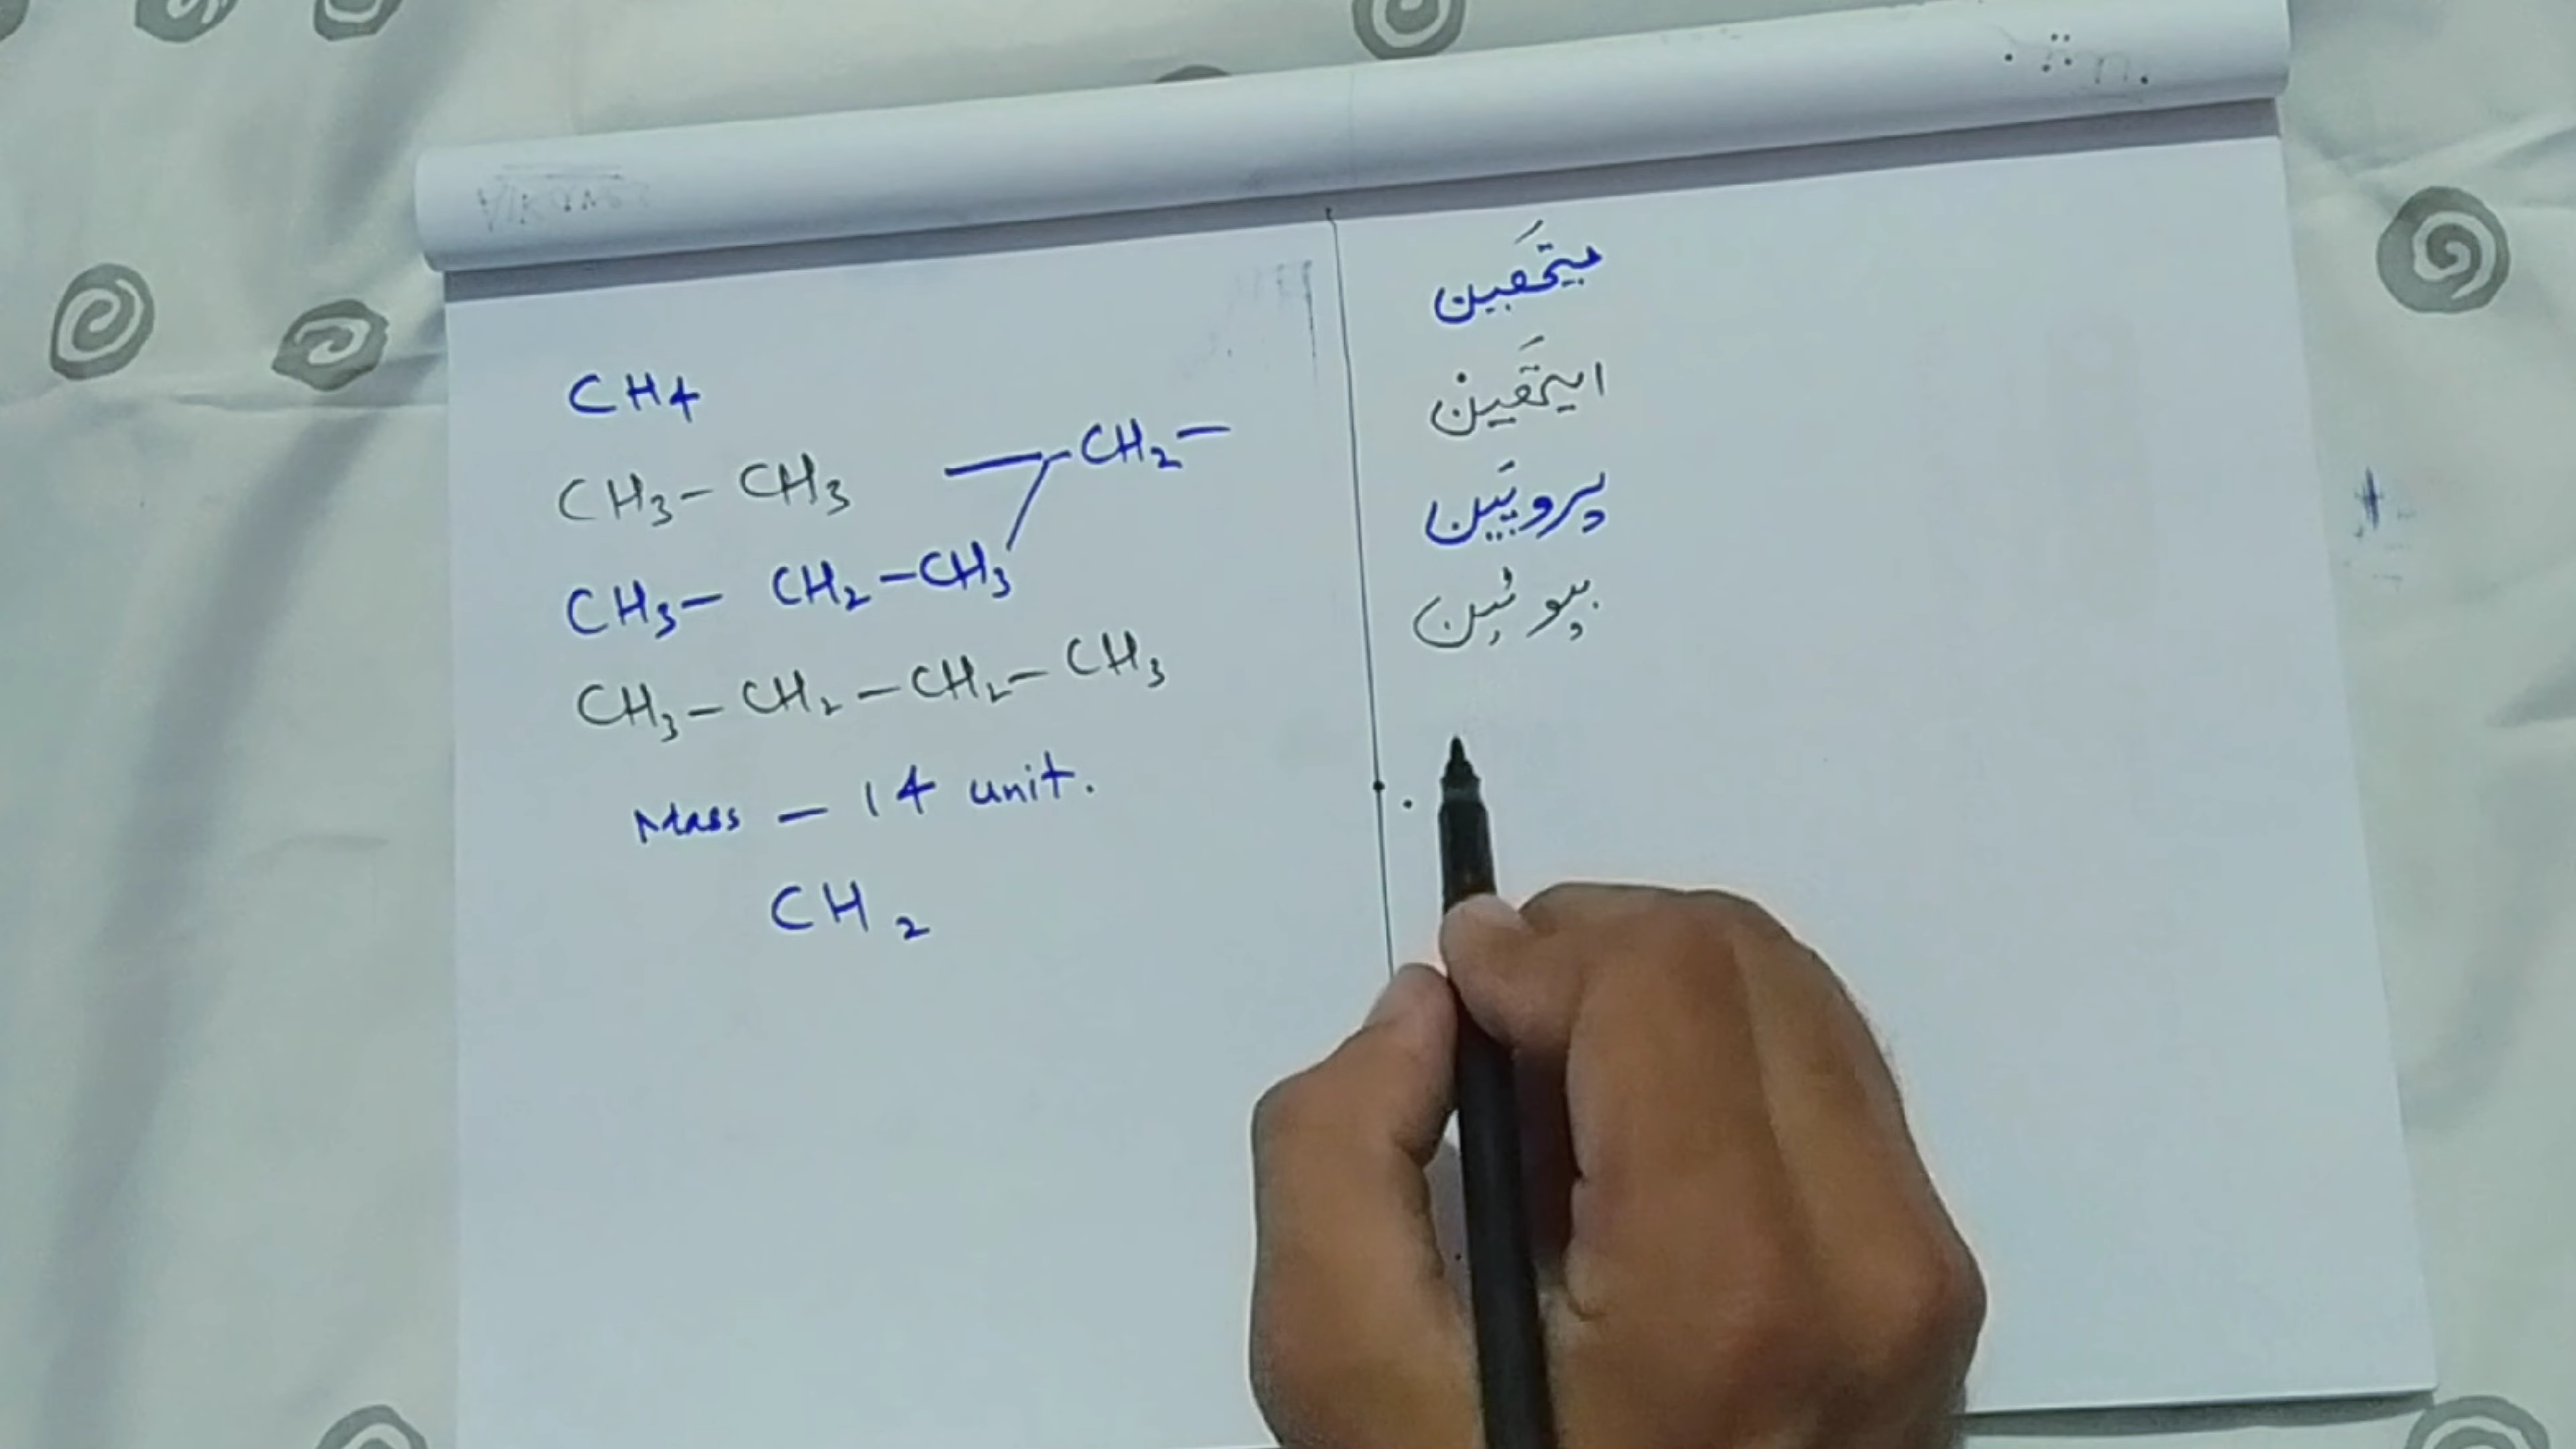 CH4
CH3 - CH3
- CH2 -
CH3 - CH2 - CH3
CH3 - CH2 - CH2 - CH3
Mass - 14 unit.
CH2
میتھین
ایتھین
پروپین
بیوٹین